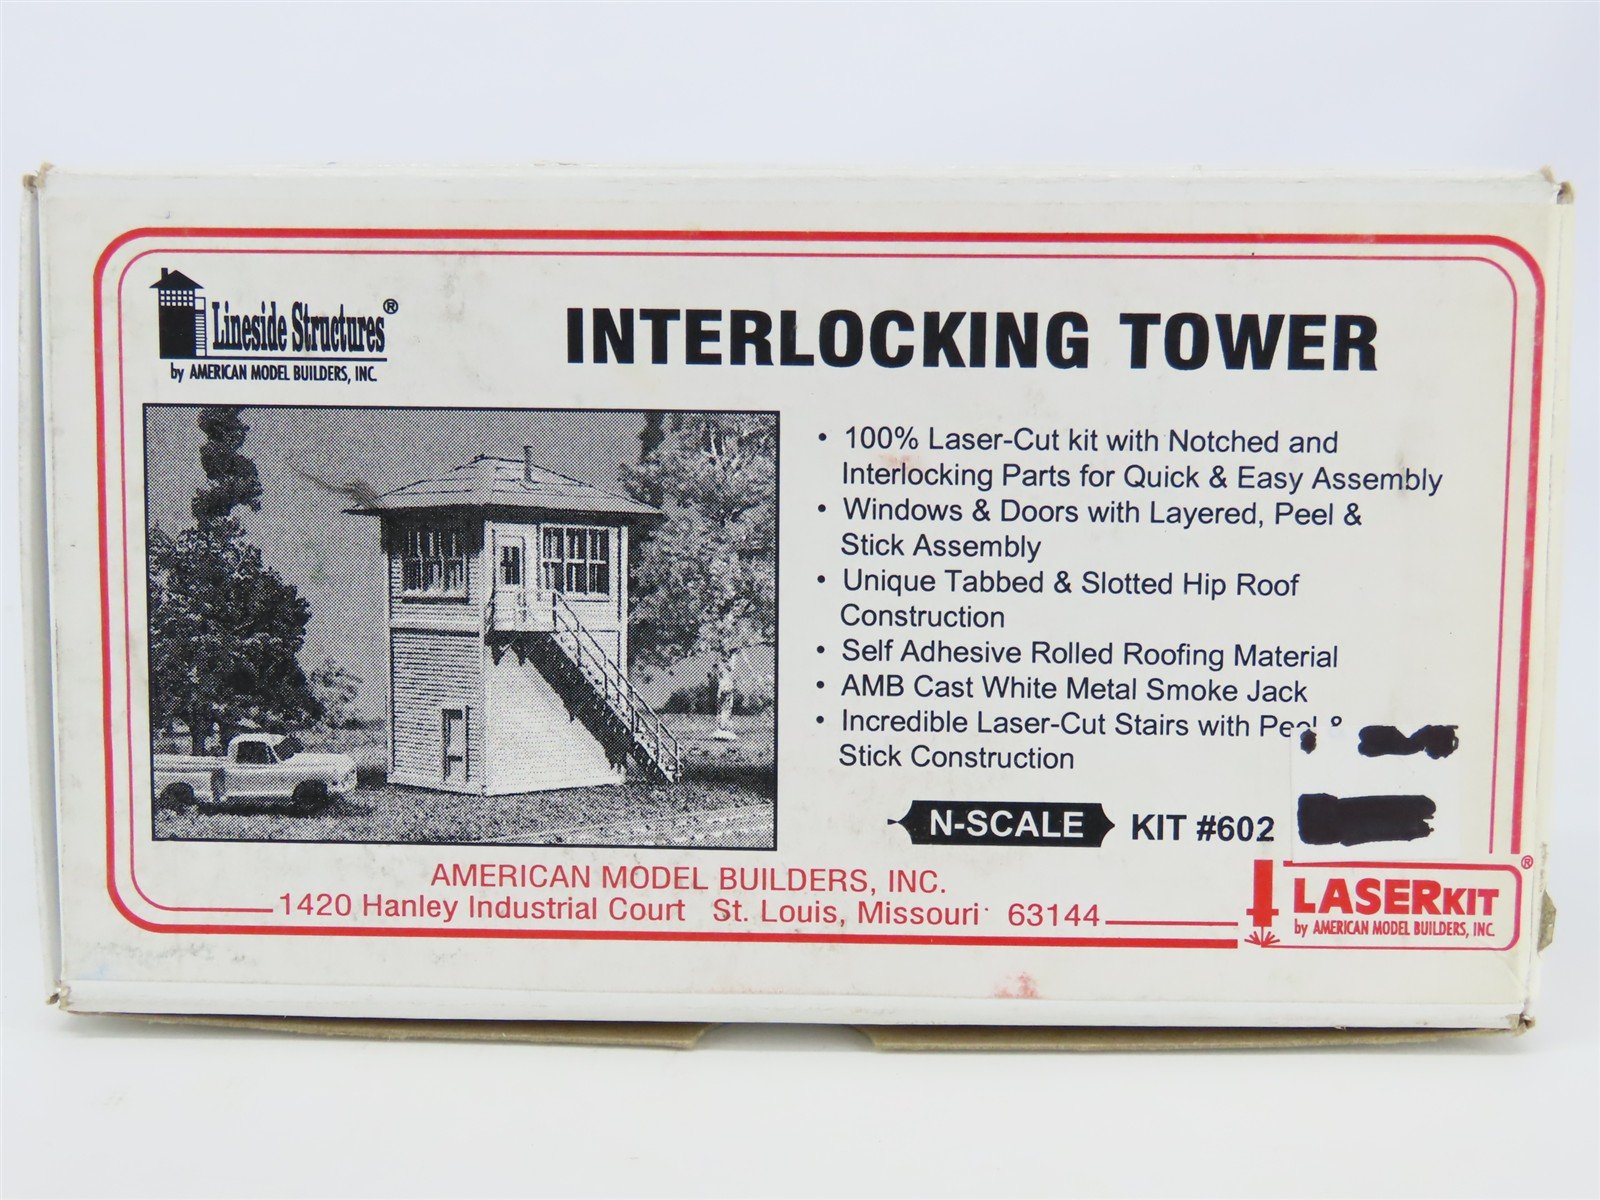 Lineside Structures®
by AMERICAN MODEL BUILDERS, INC.
INTERLOCKING TOWER
• 100% Laser-Cut kit with Notched and
Interlocking Parts for Quick & Easy Assembly
• Windows & Doors with Layered, Peel &
Stick Assembly
• Unique Tabbed & Slotted Hip Roof
Construction
• Self Adhesive Rolled Roofing Material
• AMB Cast White Metal Smoke Jack
• Incredible Laser-Cut Stairs with Peel &
Stick Construction
N-SCALE KIT #602
AMERICAN MODEL BUILDERS, INC.
1420 Hanley Industrial Court St. Louis, Missouri 63144
LASERKIT®
by AMERICAN MODEL BUILDERS, INC.